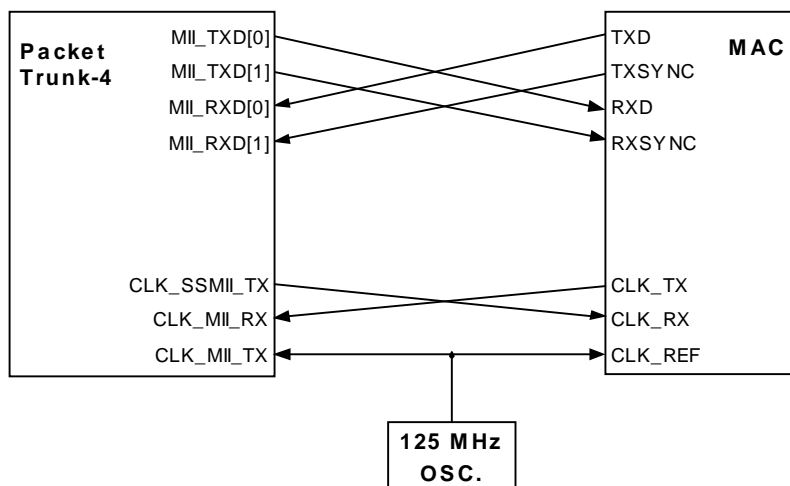 Packet
Trunk-4
MII_TXD[0]
MII_TXD[1]
MII_RXD[0]
MII_RXD[1]
CLK_SSMII_TX
CLK_MII_RX
CLK_MII_TX
MAC
TXD
TXSYNC
RXD
RXSYNC
CLK_TX
CLK_RX
CLK_REF
125 MHz
OSC.